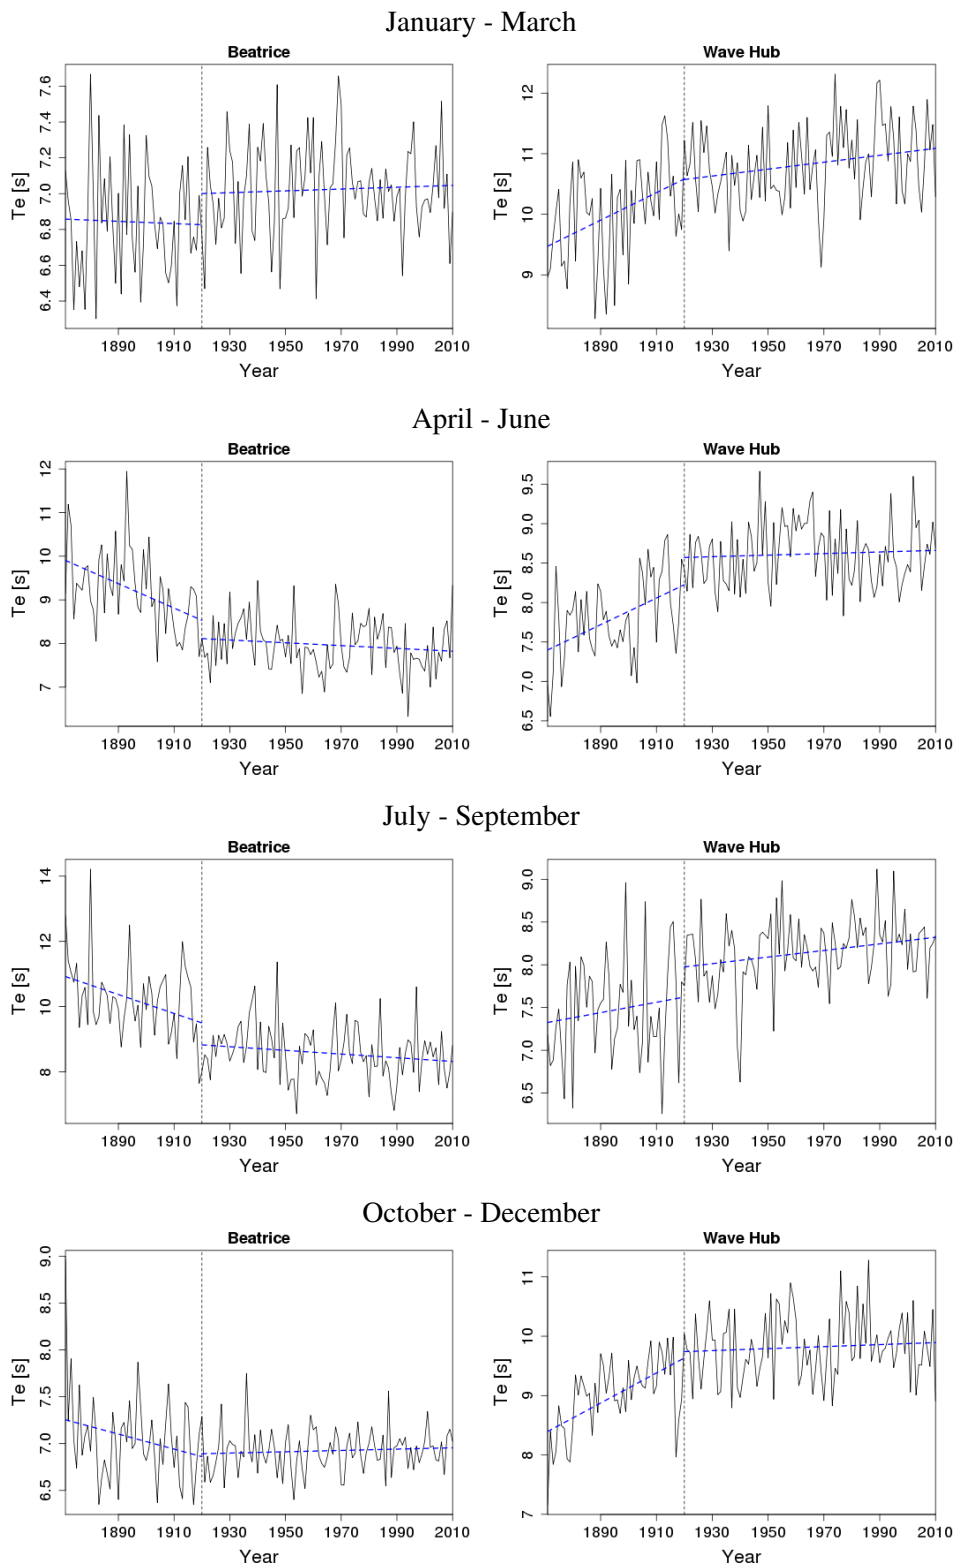 January - March
Beatrice
Wave Hub
Te [s]
6.4 6.6 6.8 7.0 7.2 7.4 7.6
1890 1910 1930 1950 1970 1990 2010
Year
Te [s]
9 10 11 12
1890 1910 1930 1950 1970 1990 2010
Year
April - June
Beatrice
Wave Hub
Te [s]
7 8 9 10 11 12
1890 1910 1930 1950 1970 1990 2010
Year
Te [s]
6.5 7.0 7.5 8.0 8.5 9.0 9.5
1890 1910 1930 1950 1970 1990 2010
Year
July - September
Beatrice
Wave Hub
Te [s]
8 10 12 14
1890 1910 1930 1950 1970 1990 2010
Year
Te [s]
6.5 7.0 7.5 8.0 8.5 9.0
1890 1910 1930 1950 1970 1990 2010
Year
October - December
Beatrice
Wave Hub
Te [s]
6.5 7.0 7.5 8.0 8.5 9.0
1890 1910 1930 1950 1970 1990 2010
Year
Te [s]
7 8 9 10 11
1890 1910 1930 1950 1970 1990 2010
Year